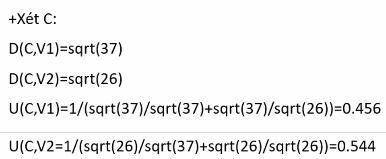 +Xét C:
D(C,V1)=sqrt(37)
D(C,V2)=sqrt(26)
U(C,V1)=1/(sqrt(37)/sqrt(37)+sqrt(37)/sqrt(26))=0.456
U(C,V2=1/(sqrt(26)/sqrt(37)+sqrt(26)/sqrt(26))=0.544